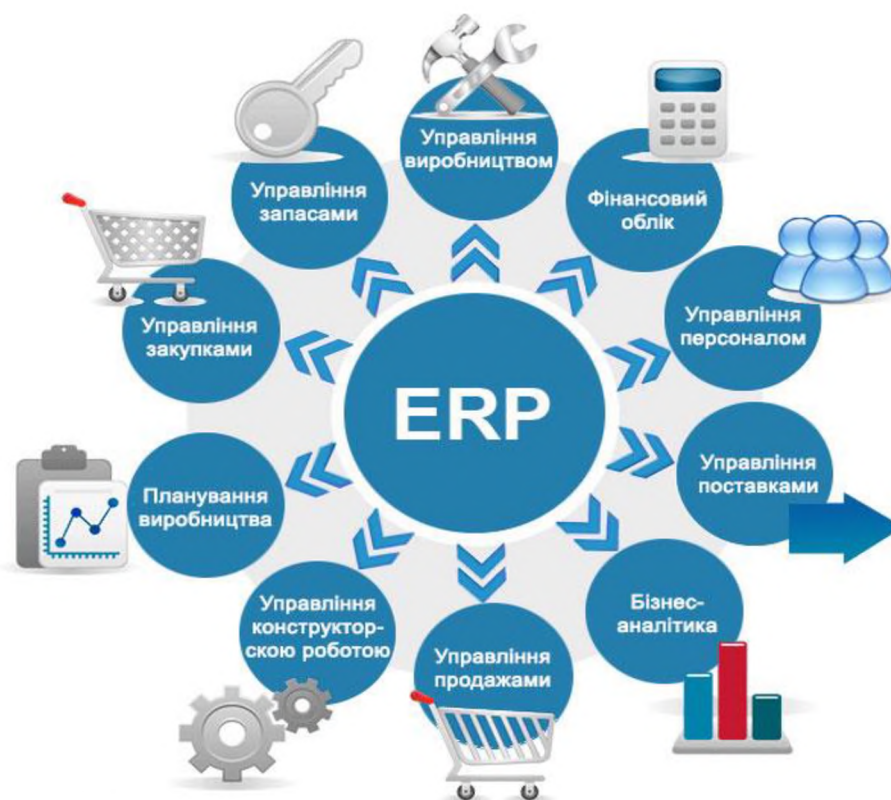 Управління
виробництвом
Фінансовий
облік
Управління
персоналом
Управління
поставками
Бізнес-
аналітика
Управління
продажами
Управління
конструктор-
скою роботою
Планування
виробництва
Управління
закупками
Управління
запасами
ERP